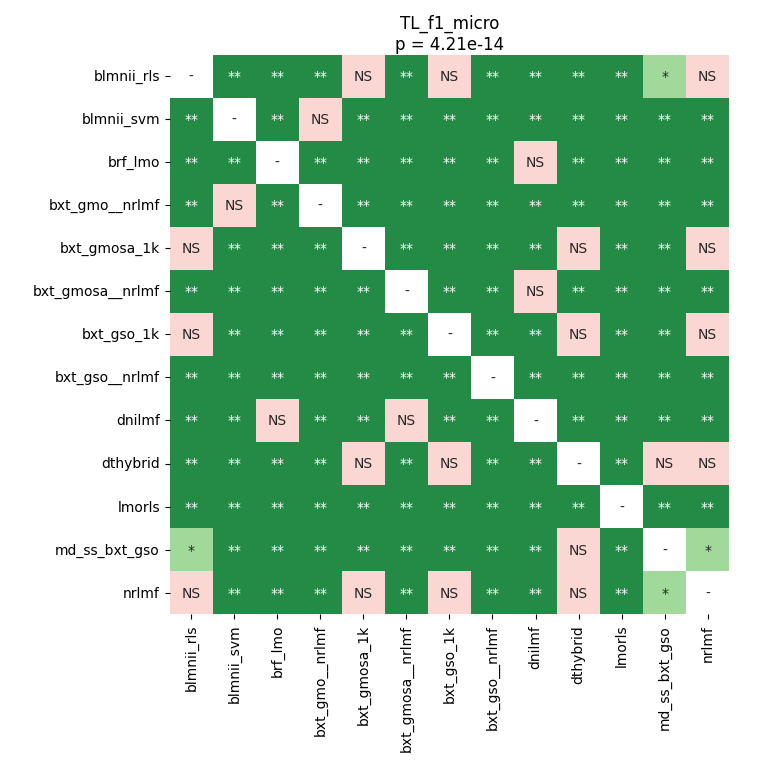 TL_f1_micro
p = 4.21e-14
blmnii_rls - ** ** ** NS ** NS ** ** ** ** * NS
blmnii_svm ** - ** NS ** ** ** ** ** ** ** ** **
brf_lmo ** ** - ** ** ** ** ** NS ** ** ** **
bxt_gmo__nrlmf ** NS ** - ** ** ** ** ** ** ** ** **
bxt_gmosa_1k NS ** ** ** - ** ** ** ** NS ** ** NS
bxt_gmosa__nrlmf ** ** ** ** ** - ** ** NS ** ** ** **
bxt_gso_1k NS ** ** ** ** ** - ** ** NS ** ** NS
bxt_gso__nrlmf ** ** ** ** ** ** ** - ** ** ** ** **
dnilmf ** ** NS ** ** NS ** ** - ** ** ** **
dthybrid ** ** ** ** NS ** NS ** ** - ** NS NS
lmorls ** ** ** ** ** ** ** ** ** ** - ** **
md_ss_bxt_gso * ** ** ** ** ** ** ** ** NS ** - *
nrlmf NS ** ** ** NS ** NS ** ** NS ** * -
blmnii_rls
blmnii_svm
brf_lmo
bxt_gmo__nrlmf
bxt_gmosa_1k
bxt_gmosa__nrlmf
bxt_gso_1k
bxt_gso__nrlmf
dnilmf
dthybrid
lmorls
md_ss_bxt_gso
nrlmf